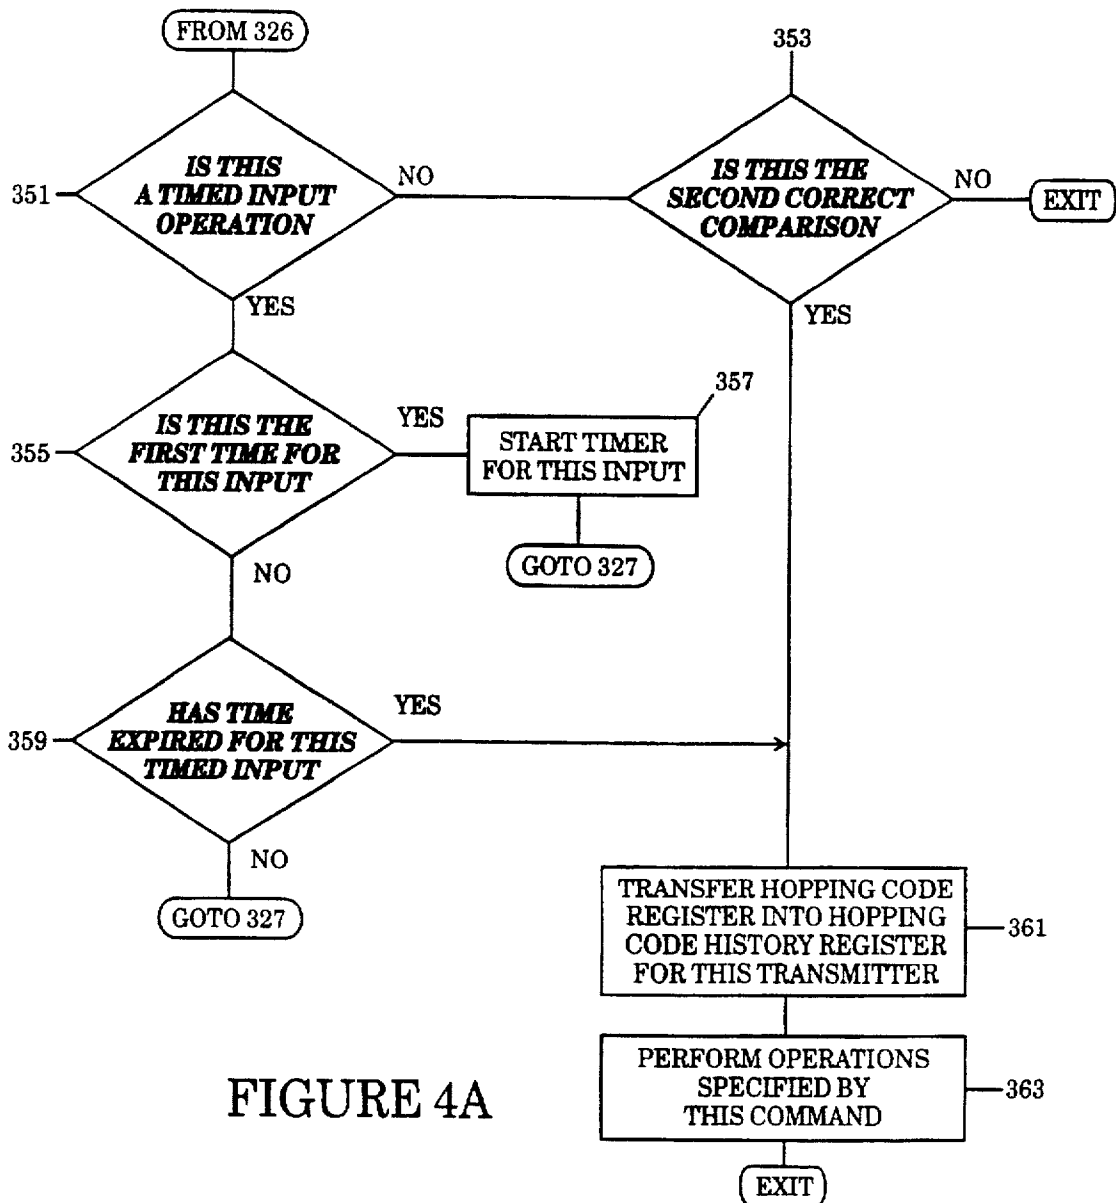 FROM 326
353
351
IS THIS
A TIMED INPUT
OPERATION
NO
IS THIS THE
SECOND CORRECT
COMPARISON
NO
EXIT
YES
YES
355
IS THIS THE
FIRST TIME FOR
THIS INPUT
YES
357
START TIMER
FOR THIS INPUT
GOTO 327
NO
359
HAS TIME
EXPIRED FOR THIS
TIMED INPUT
YES
NO
GOTO 327
TRANSFER HOPPING CODE
REGISTER INTO HOPPING
CODE HISTORY REGISTER
FOR THIS TRANSMITTER
361
PERFORM OPERATIONS
SPECIFIED BY
THIS COMMAND
363
EXIT
FIGURE 4A